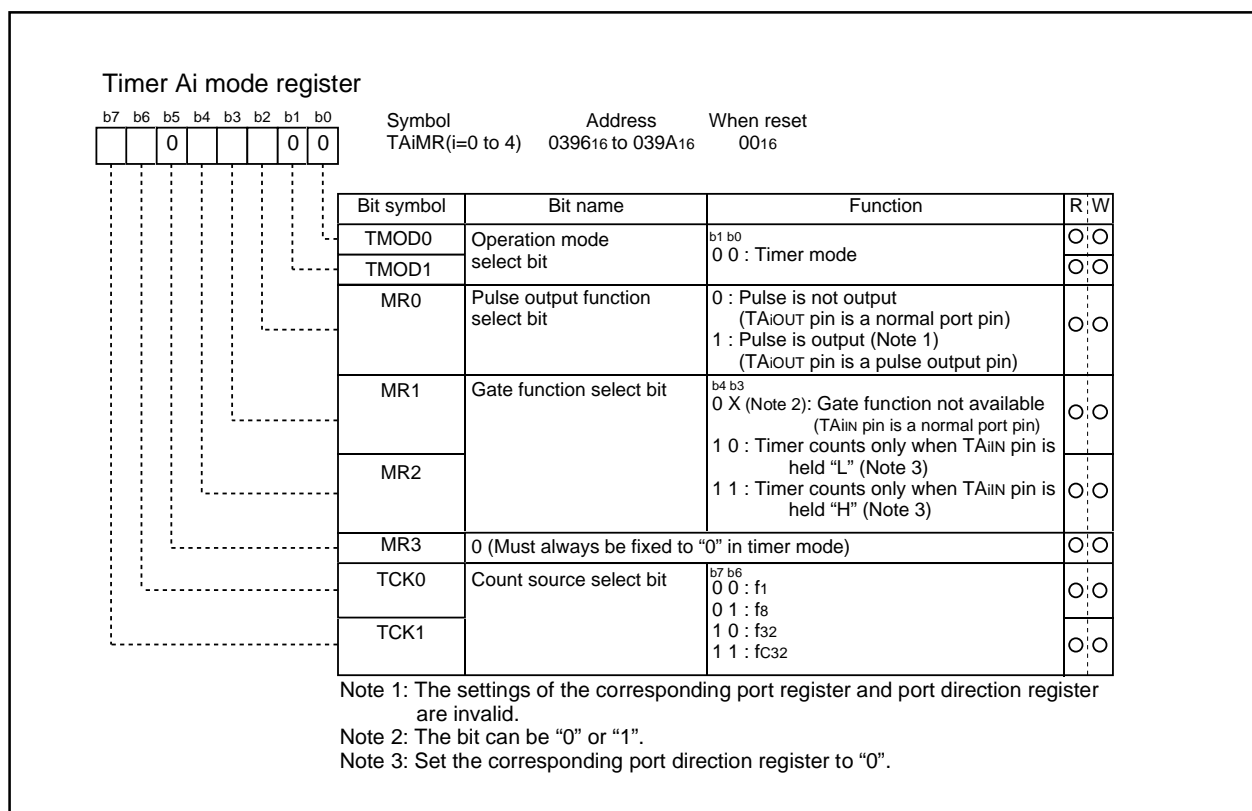 Timer Ai mode register
b7 b6 b5 b4 b3 b2 b1 b0
0 0 0
Symbol Address When reset
TAiMR(i=0 to 4) 039616 to 039A16 0016
Bit symbol Bit name Function R W
TMOD0 Operation mode b1 b0
select bit 0 0 : Timer mode
TMOD1
MR0 Pulse output function 0 : Pulse is not output
select bit (TAiOUT pin is a normal port pin)
1 : Pulse is output (Note 1)
(TAiOUT pin is a pulse output pin)
MR1 Gate function select bit b4 b3
0 X (Note 2): Gate function not available
(TAiIN pin is a normal port pin)
1 0 : Timer counts only when TAiIN pin is
MR2 held “L” (Note 3)
1 1 : Timer counts only when TAiIN pin is
held “H” (Note 3)
MR3 0 (Must always be fixed to “0” in timer mode)
TCK0 Count source select bit b7 b6
0 0 : f1
0 1 : f8
TCK1 1 0 : f32
1 1 : fC32
Note 1: The settings of the corresponding port register and port direction register
are invalid.
Note 2: The bit can be “0” or “1”.
Note 3: Set the corresponding port direction register to “0”.